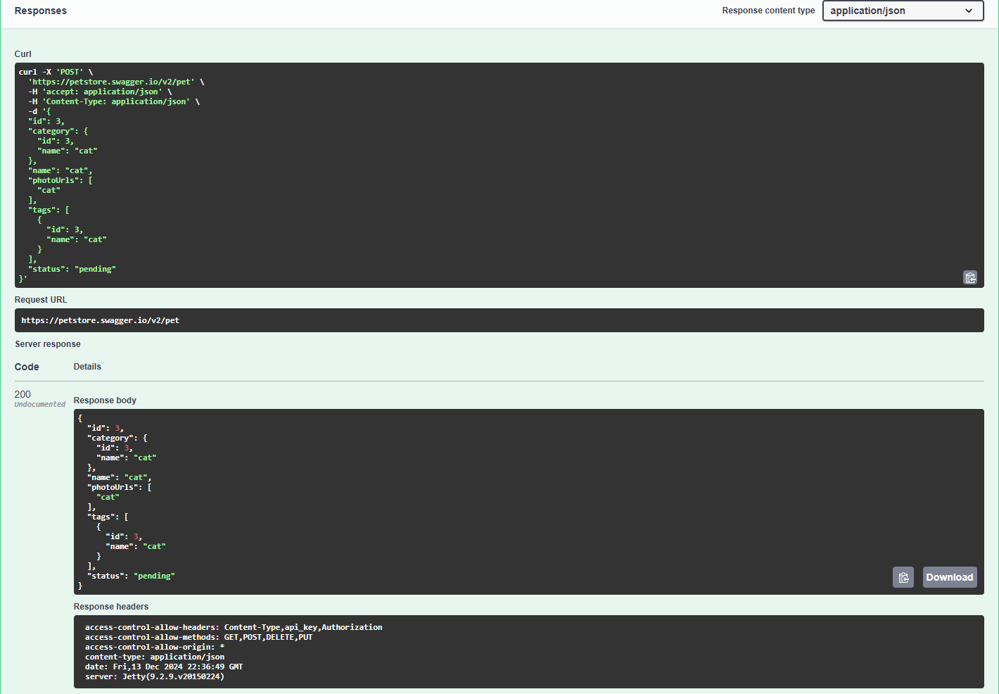 Responses
Response content type
application/json
Curl
curl -X 'POST' \
  'https://petstore.swagger.io/v2/pet' \
  -H 'accept: application/json' \
  -H 'Content-Type: application/json' \
  -d '{
  "id": 3,
  "category": {
    "id": 3,
    "name": "cat"
  },
  "name": "cat",
  "photoUrls": [
    "cat"
  ],
  "tags": [
    {
      "id": 3,
      "name": "cat"
    }
  ],
  "status": "pending"
}'
Request URL
https://petstore.swagger.io/v2/pet
Server response
Code
Details
200
Undocumented
Response body
{
  "id": 3,
  "category": {
    "id": 3,
    "name": "cat"
  },
  "name": "cat",
  "photoUrls": [
    "cat"
  ],
  "tags": [
    {
      "id": 3,
      "name": "cat"
    }
  ],
  "status": "pending"
}
Download
Response headers
access-control-allow-headers: Content-Type,api_key,Authorization
access-control-allow-methods: GET,POST,DELETE,PUT
access-control-allow-origin: *
content-type: application/json
date: Fri,13 Dec 2024 22:36:49 GMT
server: Jetty(9.2.9.v20150224)